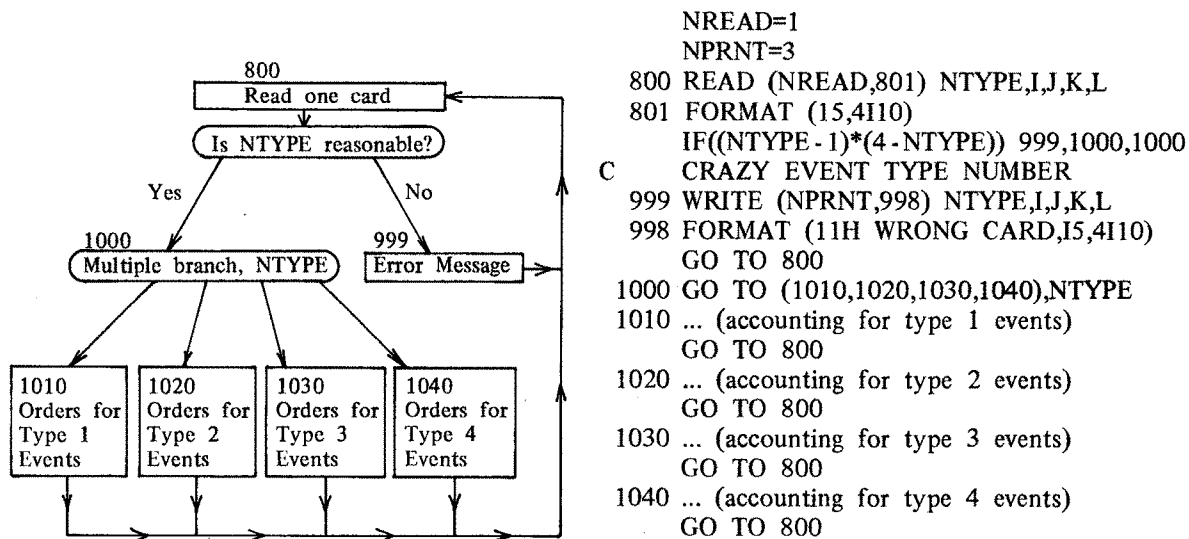 800
Read one card
Is NTYPE reasonable?
Yes
No
1000
Multiple branch, NTYPE
999
Error Message
1010
Orders for
Type 1
Events
1020
Orders for
Type 2
Events
1030
Orders for
Type 3
Events
1040
Orders for
Type 4
Events
NREAD=1
NPRNT=3
800 READ (NREAD,801) NTYPE,I,J,K,L
801 FORMAT (15,4I10)
IF((NTYPE-1)*(4-NTYPE)) 999,1000,1000
C CRAZY EVENT TYPE NUMBER
999 WRITE (NPRNT,998) NTYPE,I,J,K,L
998 FORMAT (11H WRONG CARD,I5,4I10)
GO TO 800
1000 GO TO (1010,1020,1030,1040),NTYPE
1010 ... (accounting for type 1 events)
GO TO 800
1020 ... (accounting for type 2 events)
GO TO 800
1030 ... (accounting for type 3 events)
GO TO 800
1040 ... (accounting for type 4 events)
GO TO 800